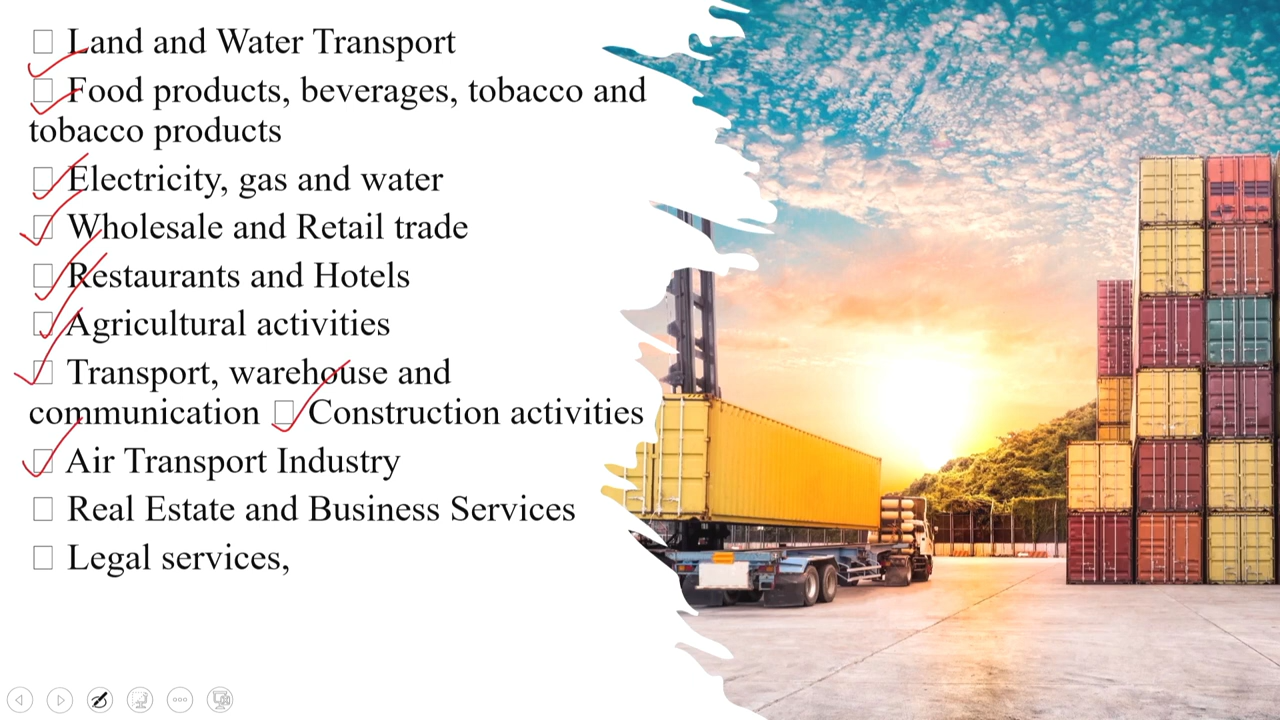 □ Land and Water Transport
□ Food products, beverages, tobacco and
tobacco products
□ Electricity, gas and water
□ Wholesale and Retail trade
□ Restaurants and Hotels
□ Agricultural activities
□ Transport, warehouse and
communication □ Construction activities
□ Air Transport Industry
□ Real Estate and Business Services
□ Legal services,